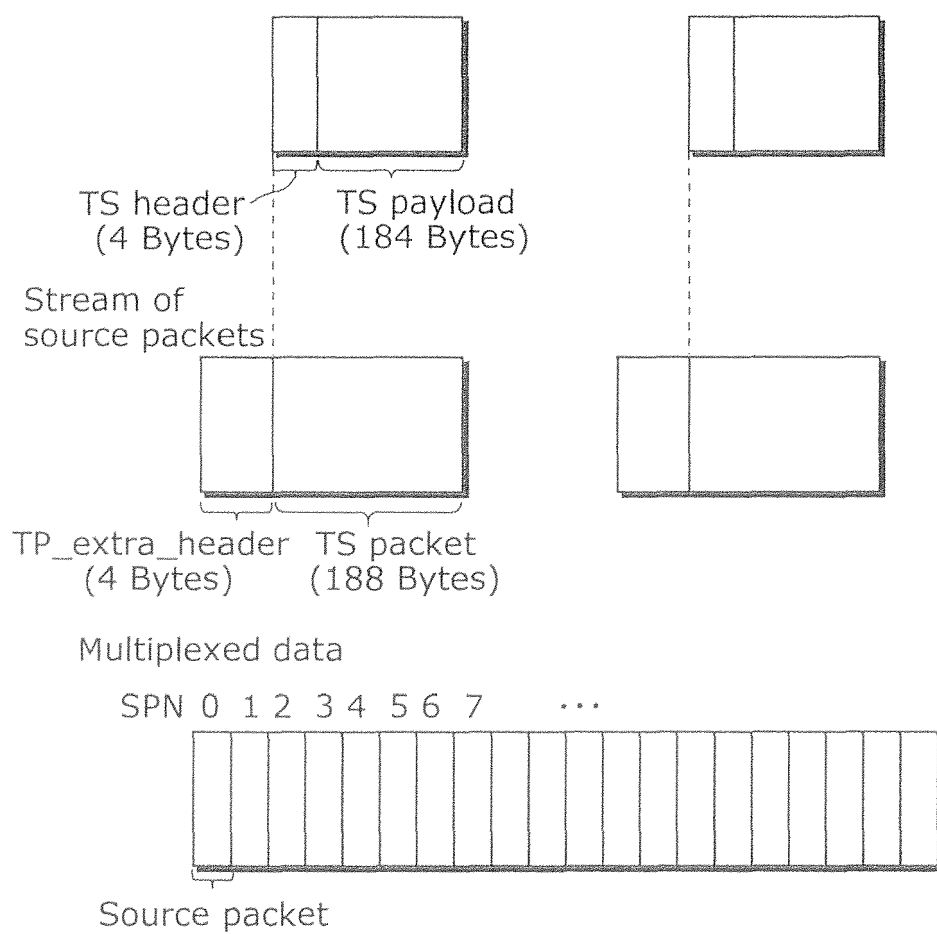 TS header
(4 Bytes)
TS payload
(184 Bytes)
Stream of
source packets
TP_extra_header
(4 Bytes)
TS packet
(188 Bytes)
Multiplexed data
SPN 0 1 2 3 4 5 6 7 ...
Source packet